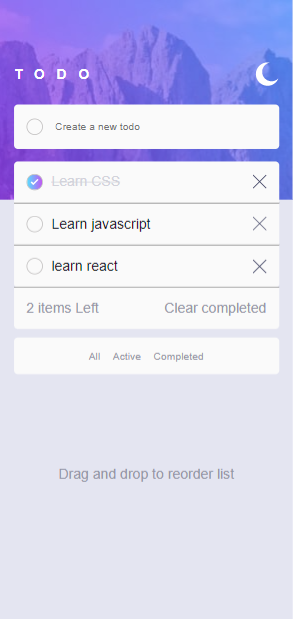 TODO
Create a new todo
Learn CSS
Learn javascript
learn react
2 items Left Clear completed
All Active Completed
Drag and drop to reorder list